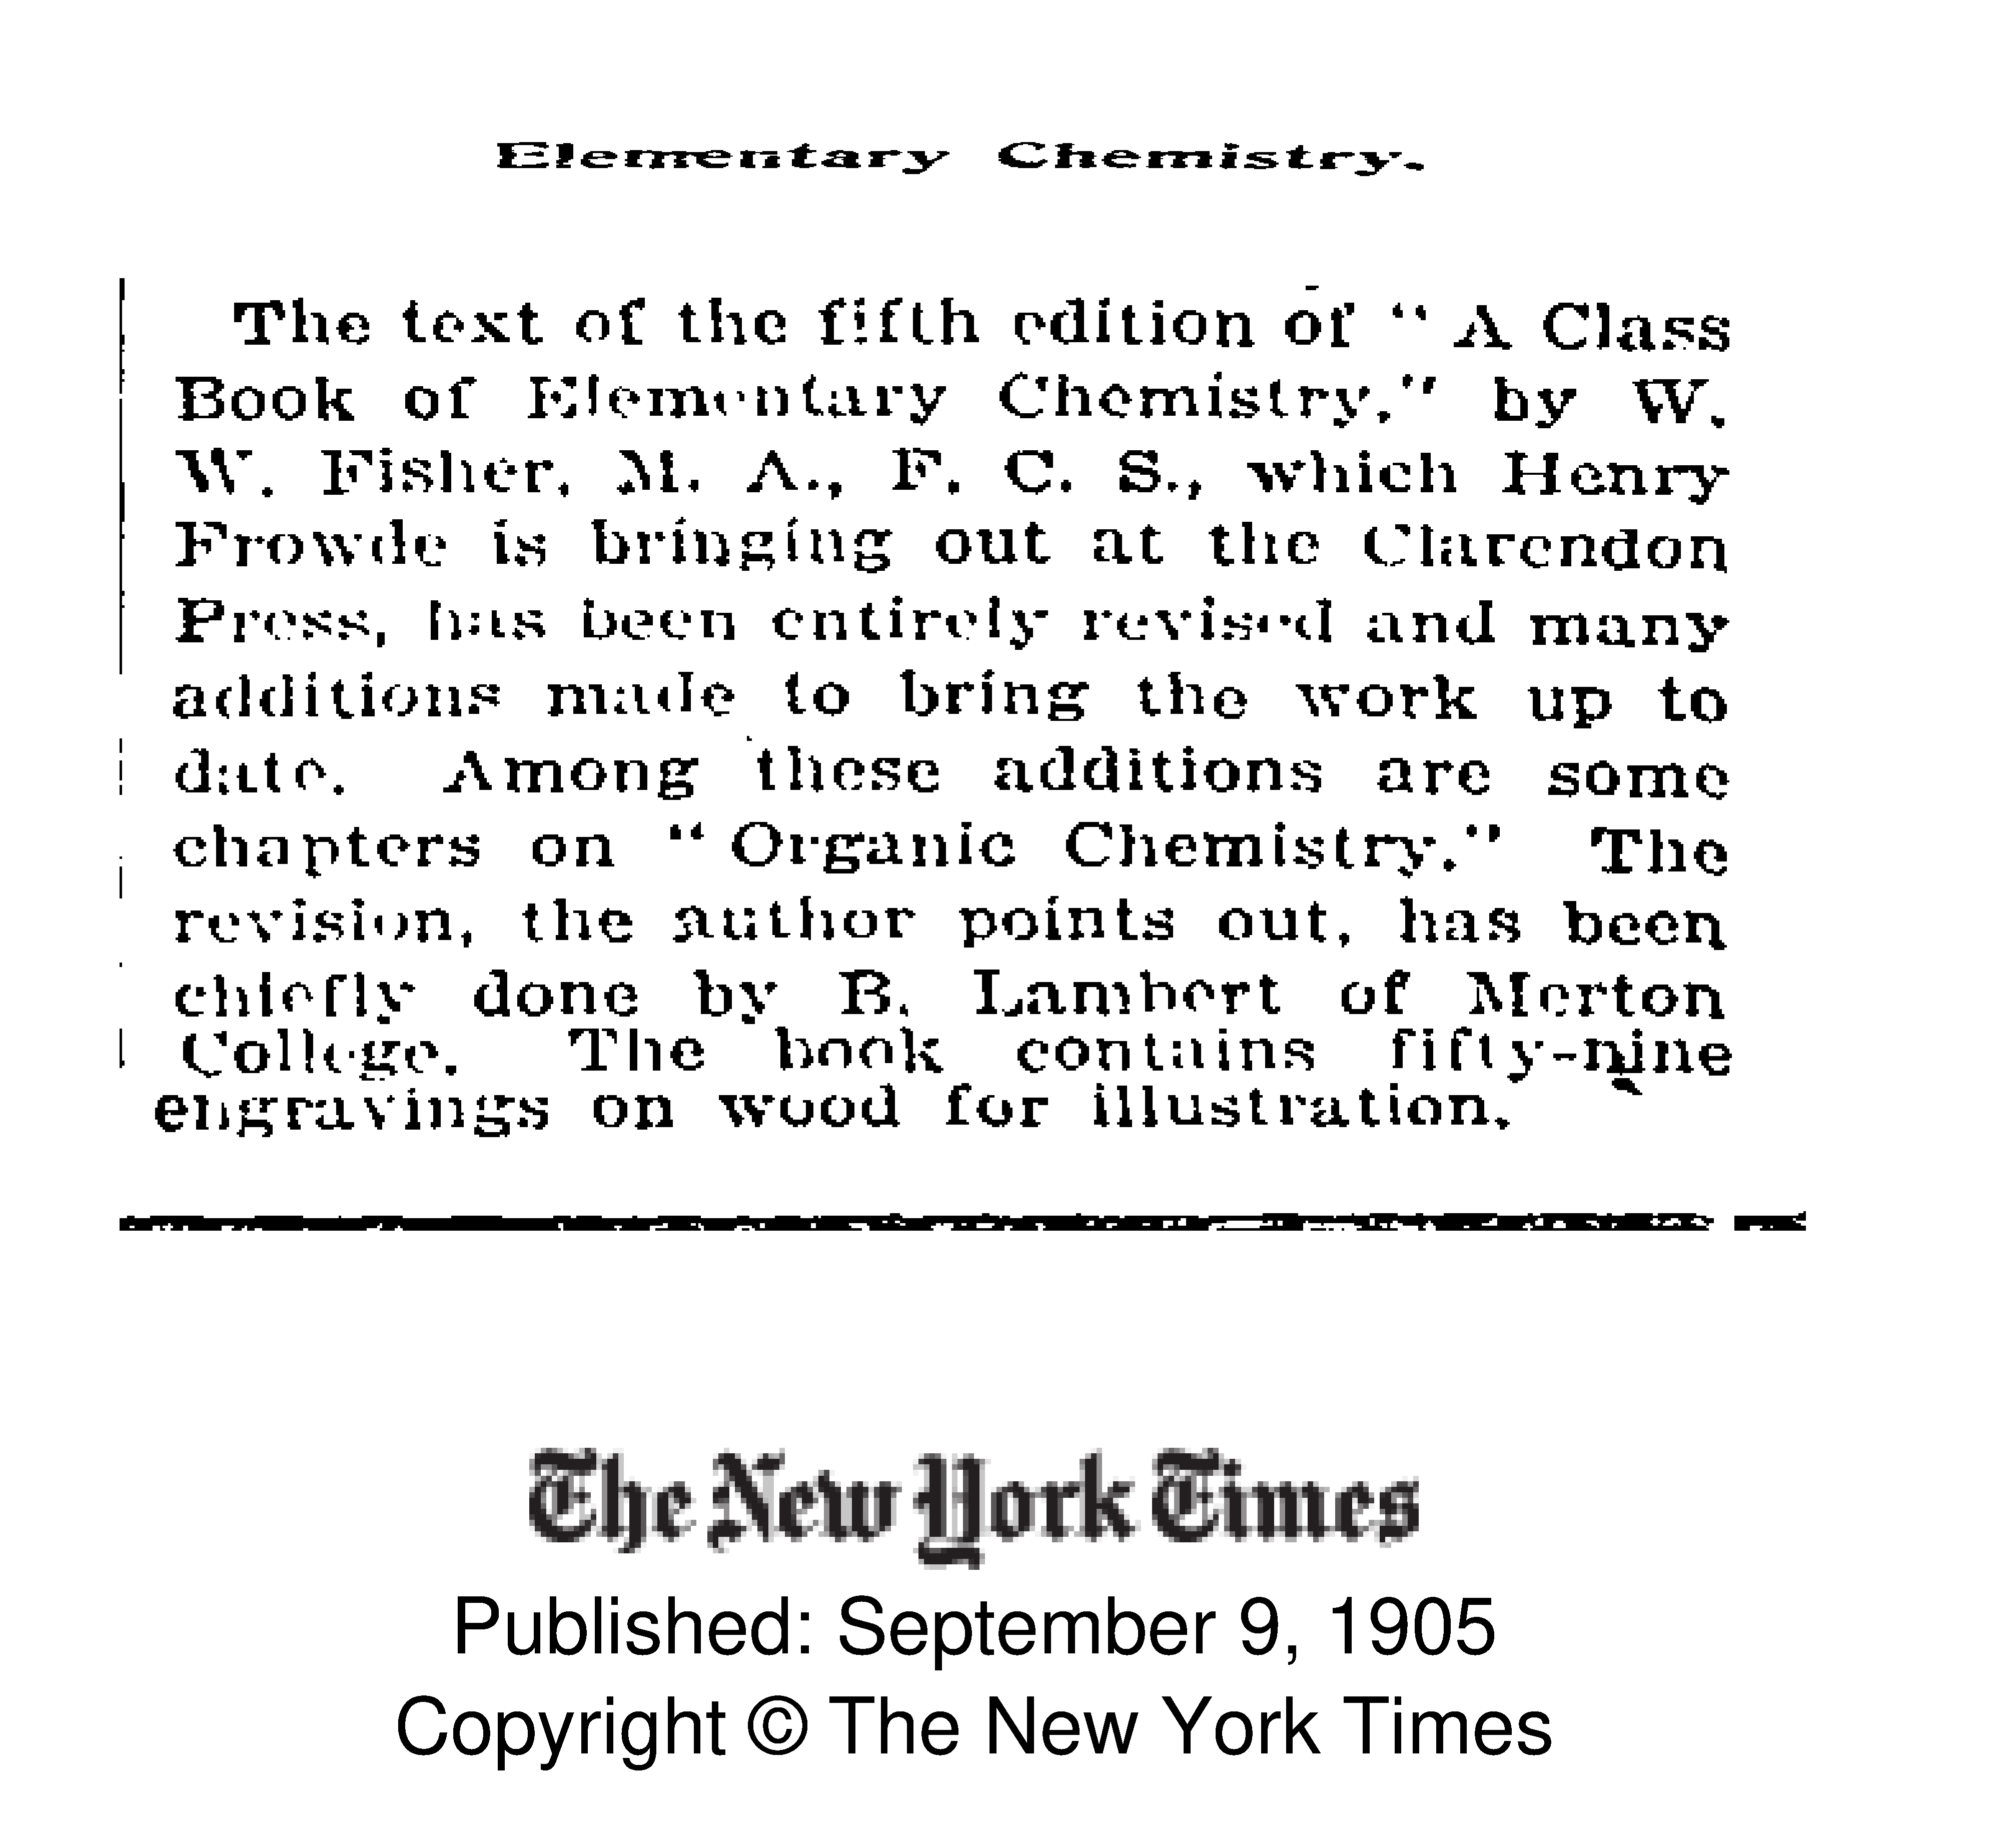 Elementary Chemistry.
The text of the fifth edition of "A Class
Book of Elementary Chemistry," by W.
W. Fisher, M. A., F. C. S., which Henry
Frowde is bringing out at the Clarendon
Press, has been entirely revised and many
additions made to bring the work up to
date. Among these additions are some
chapters on "Organic Chemistry." The
revision, the author points out, has been
chiefly done by B. Lambert of Merton
College. The book contains fifty-nine
engravings on wood for illustration.
The New York Times
Published: September 9, 1905
Copyright © The New York Times